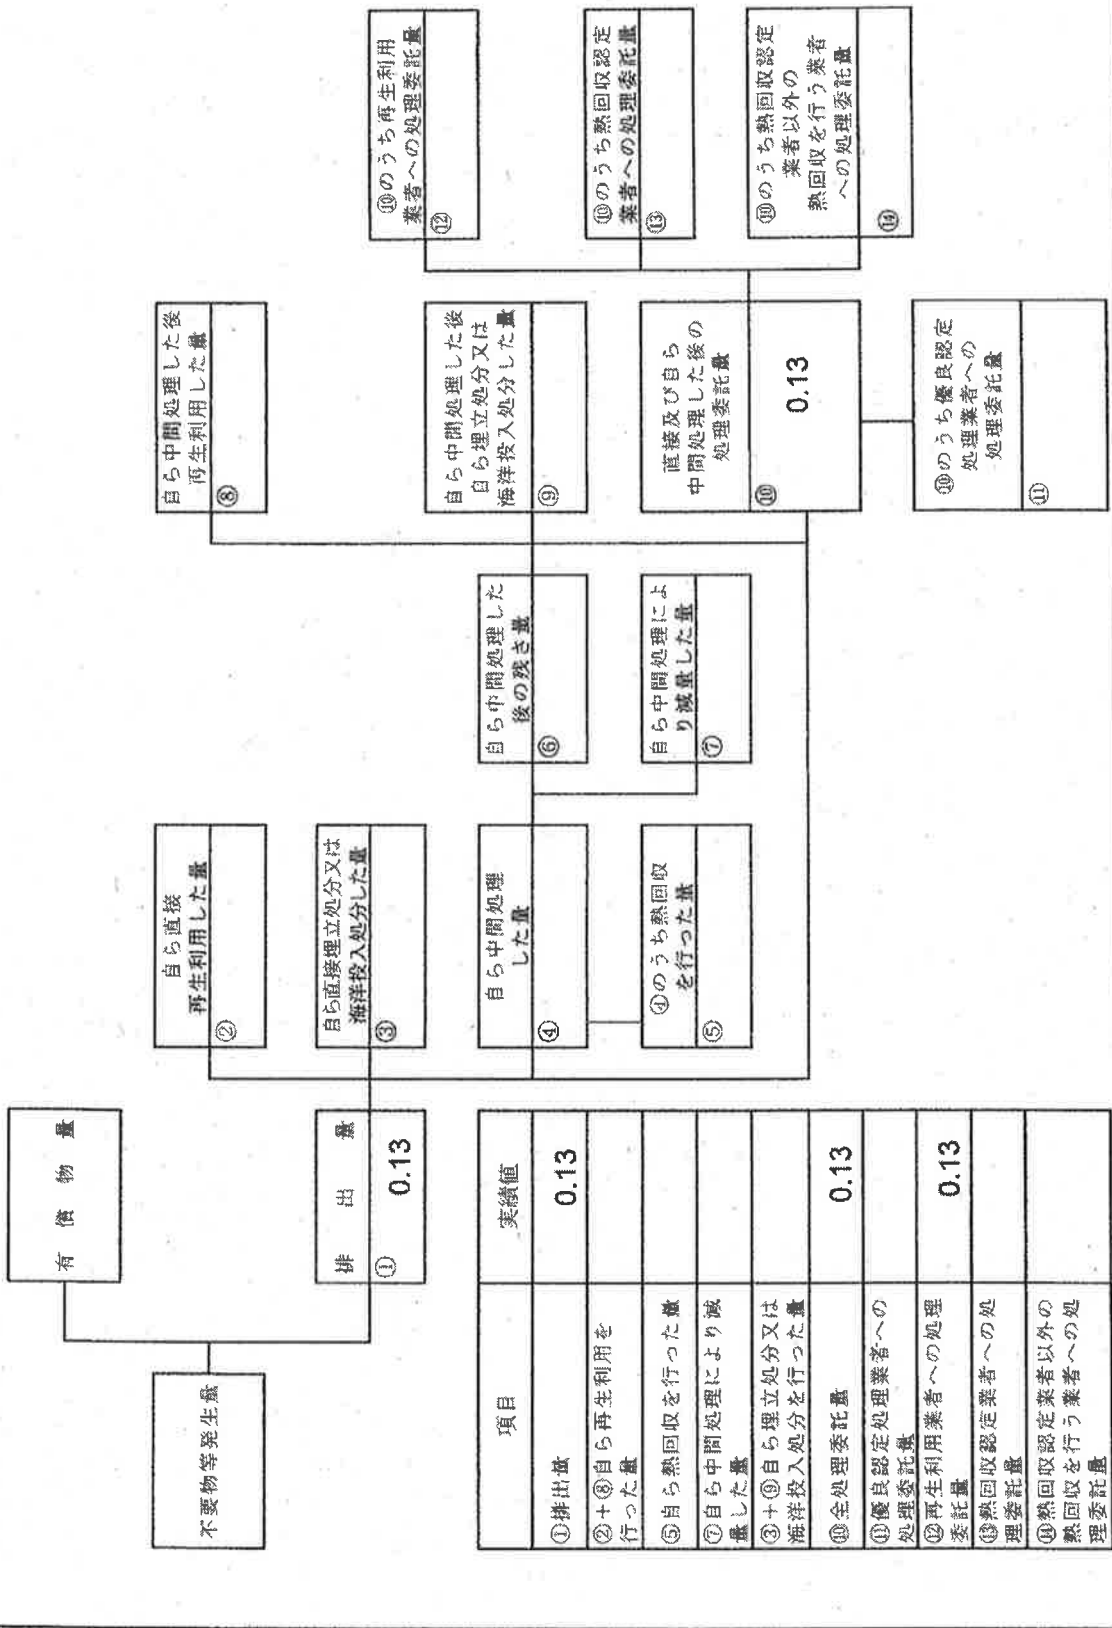 不要物等発生量
有 償 物 量
排 出 量
①
0.13
自ら直接
再生利用した量
②
自ら直接埋立処分又は
海洋投入処分した量
③
自ら中間処理
した量
④
④のうち熱回収
を行った量
⑤
自ら中間処理した
後の残さ量
⑥
自ら中間処理によ
り減量した量
⑦
自ら中間処理した後
再生利用した量
⑧
自ら中間処理した後
自ら埋立処分又は
海洋投入処分した量
⑨
直接及び自ら
中間処理した後の
処理委託量
⑩
0.13
⑩のうち優良認定
処理業者への
処理委託量
⑪
⑩のうち再生利用
業者への処理委託量
⑫
⑩のうち熱回収認定
業者への処理委託量
⑬
⑩のうち熱回収認定
業者以外の
熱回収を行う業者
への処理委託量
⑭
項目 実績値
①排出量 0.13
②+⑧自ら再生利用を
行った量
⑤自ら熱回収を行った量
⑦自ら中間処理により減
量した量
③+⑨自ら埋立処分又は
海洋投入処分を行った量
⑩全処理委託量 0.13
⑪優良認定処理業者への
処理委託量
⑫再生利用業者への処理
委託量 0.13
⑬熱回収認定業者への処
理委託量
⑭熱回収認定業者以外の
熱回収を行う業者への処
理委託量